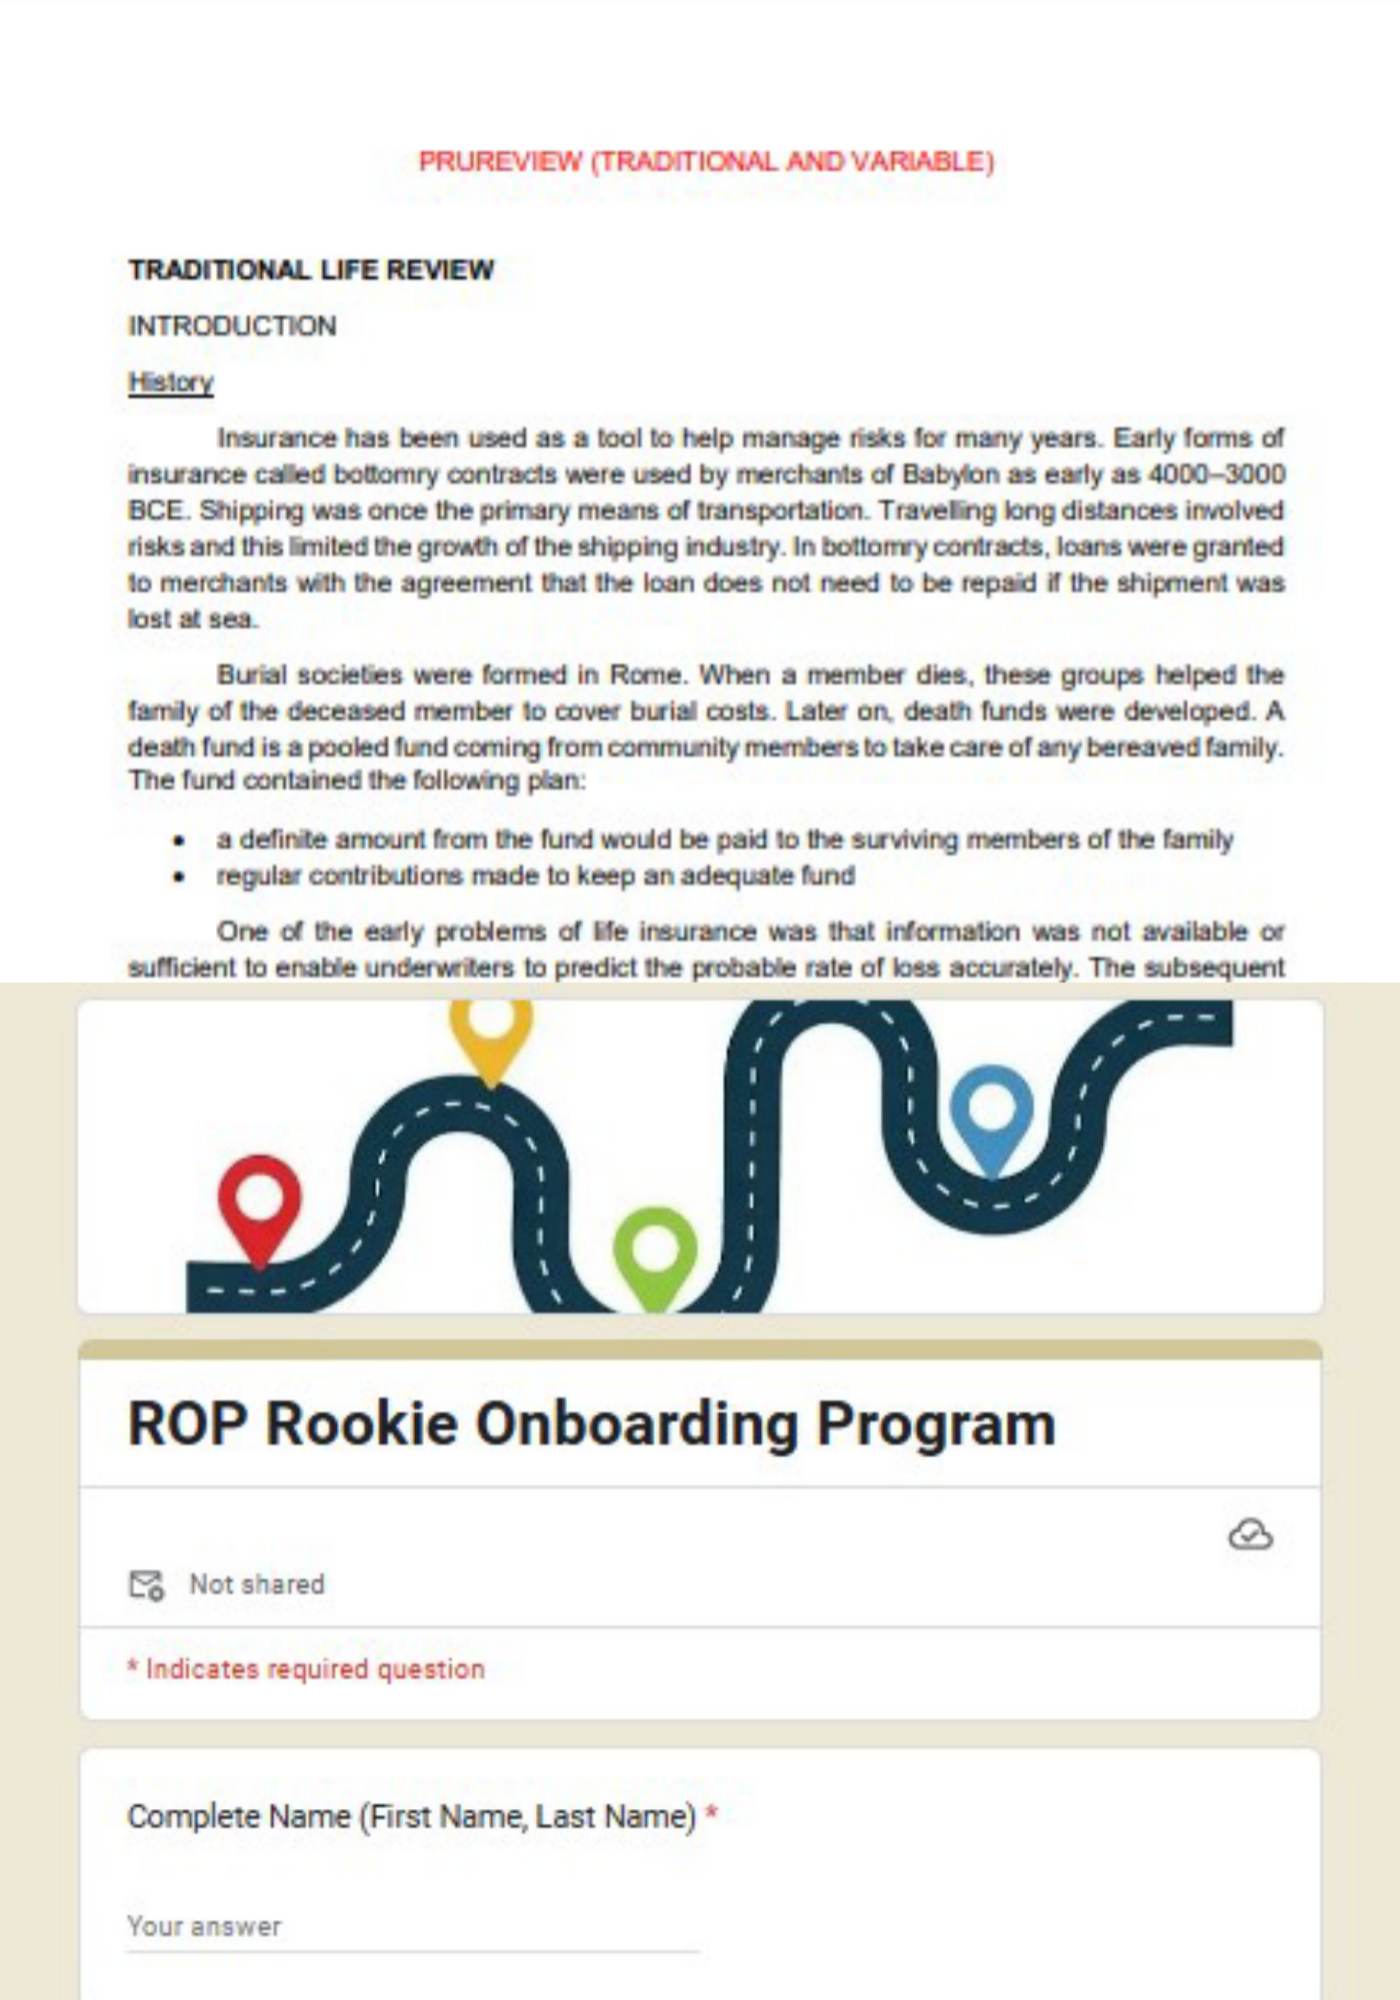 PRUREVIEW (TRADITIONAL AND VARIABLE)
TRADITIONAL LIFE REVIEW
INTRODUCTION
History
Insurance has been used as a tool to help manage risks for many years. Early forms of
insurance called bottomry contracts were used by merchants of Babylon as early as 4000–3000
BCE. Shipping was once the primary means of transportation. Travelling long distances involved
risks and this limited the growth of the shipping industry. In bottomry contracts, loans were granted
to merchants with the agreement that the loan does not need to be repaid if the shipment was
lost at sea.
Burial societies were formed in Rome. When a member dies, these groups helped the
family of the deceased member to cover burial costs. Later on, death funds were developed. A
death fund is a pooled fund coming from community members to take care of any bereaved family.
The fund contained the following plan:
• a definite amount from the fund would be paid to the surviving members of the family
• regular contributions made to keep an adequate fund
One of the early problems of life insurance was that information was not available or
sufficient to enable underwriters to predict the probable rate of loss accurately. The subsequent
ROP Rookie Onboarding Program
Not shared
* Indicates required question
Complete Name (First Name, Last Name) *
Your answer